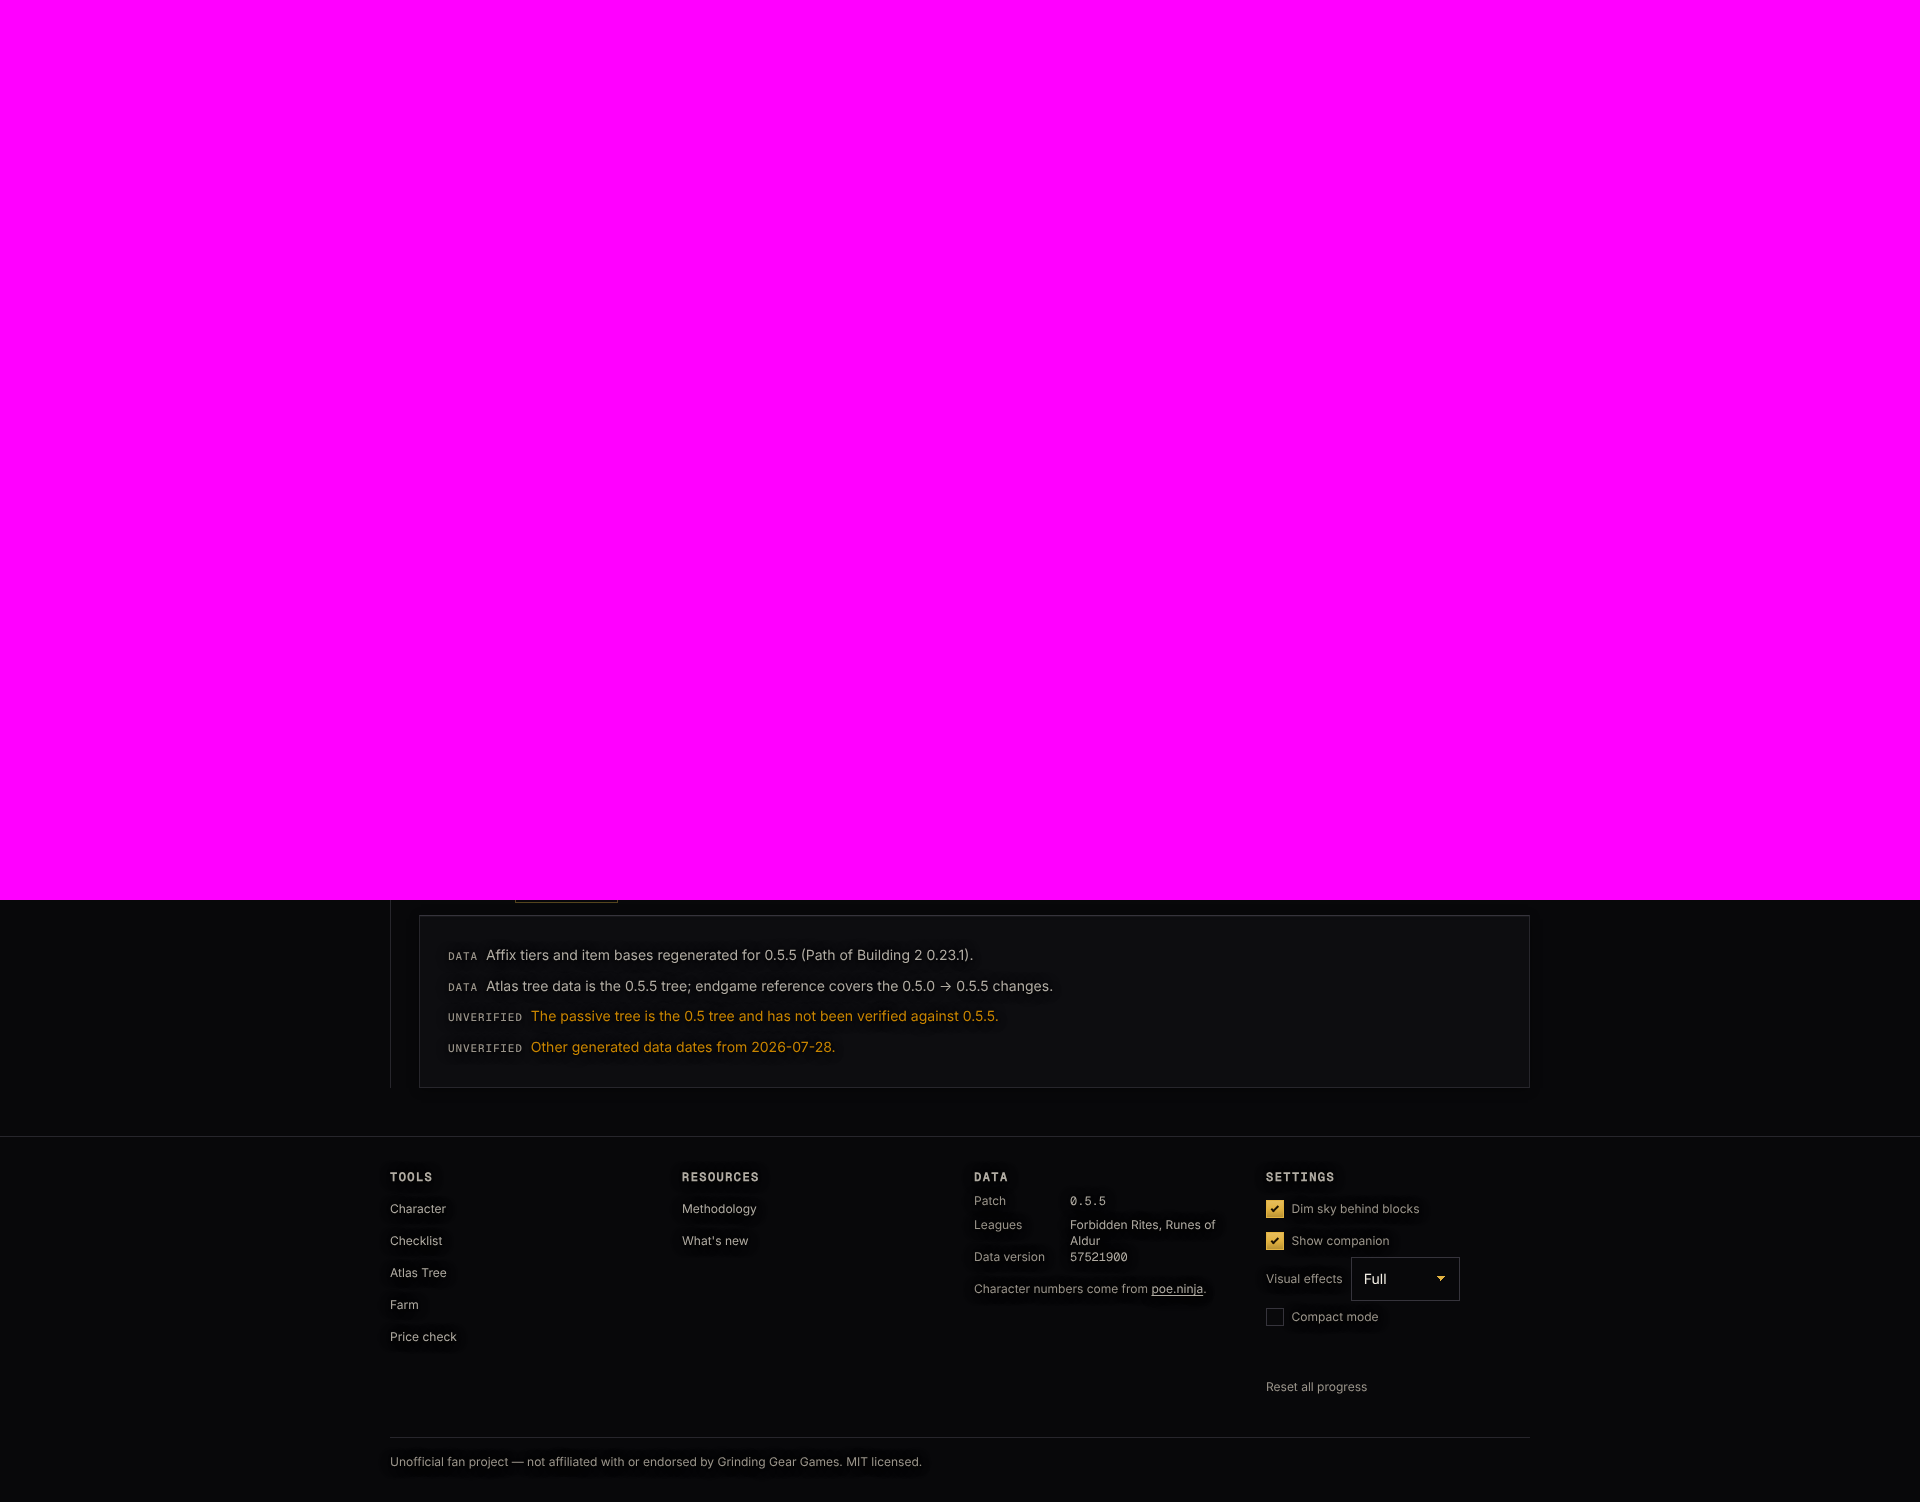 DATA Affix tiers and item bases regenerated for 0.5.5 (Path of Building 2 0.23.1).
DATA Atlas tree data is the 0.5.5 tree; endgame reference covers the 0.5.0 → 0.5.5 changes.
UNVERIFIED The passive tree is the 0.5 tree and has not been verified against 0.5.5.
UNVERIFIED Other generated data dates from 2026-07-28.
TOOLS
Character
Checklist
Atlas Tree
Farm
Price check
RESOURCES
Methodology
What's new
DATA
Patch 0.5.5
Leagues Forbidden Rites, Runes of
Aldur
Data version 57521900
Character numbers come from poe.ninja.
SETTINGS
Dim sky behind blocks
Show companion
Visual effects Full
Compact mode
Reset all progress
Unofficial fan project — not affiliated with or endorsed by Grinding Gear Games. MIT licensed.